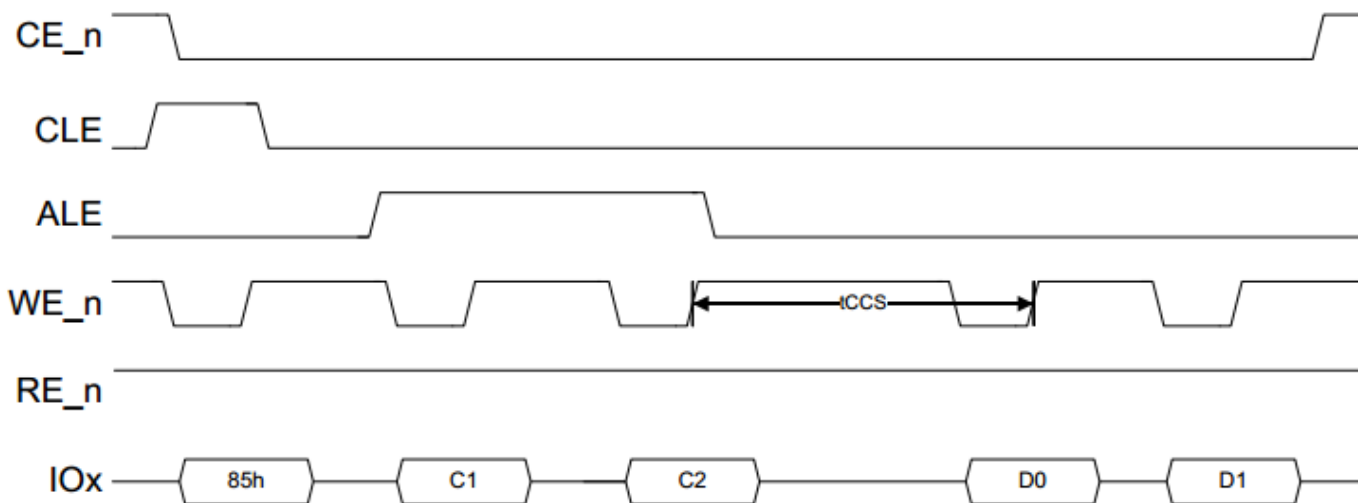 CE_n
CLE
ALE
WE_n tCCS
RE_n
IOx 85h C1 C2 D0 D1